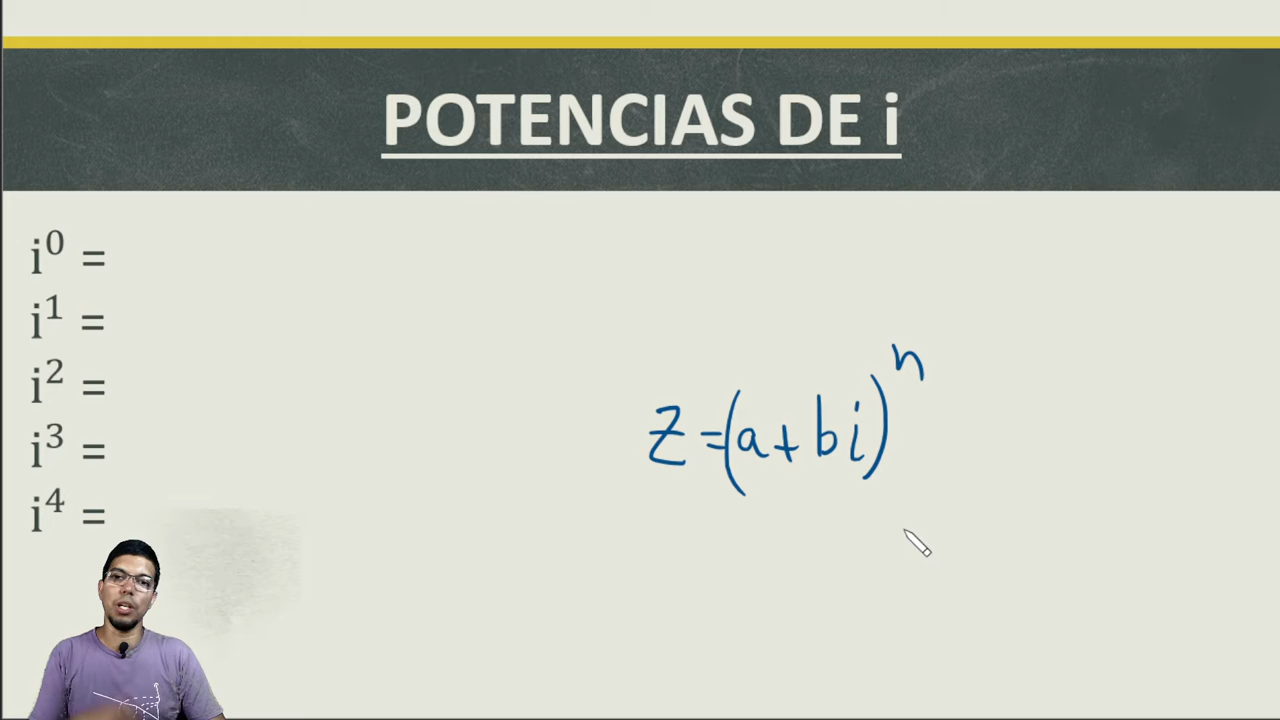 POTENCIAS DE i
i⁰ =
i¹ =
i² =
i³ =
i⁴ =
z=(a+bi)ⁿ